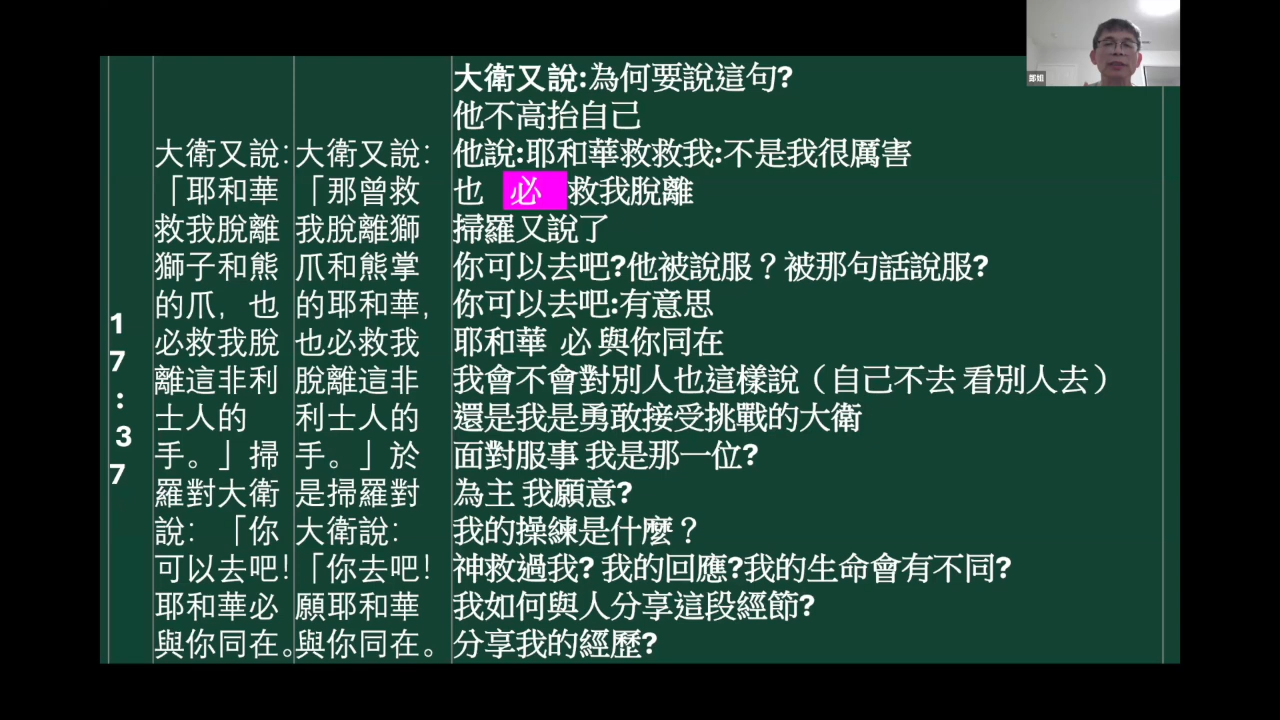 鄭姐
大衛又說:為何要說這句?
他不高抬自己
他說:耶和華救救我:不是我很厲害
也 必 救我脫離
掃羅又說了
你可以去吧?他被說服？被那句話說服?
你可以去吧:有意思
耶和華 必 與你同在
我會不會對別人也這樣說（自己不去 看別人去）
還是我是勇敢接受挑戰的大衛
面對服事 我是那一位?
為主 我願意?
我的操練是什麼？
神救過我? 我的回應?我的生命會有不同?
我如何與人分享這段經節?
分享我的經歷?
17:37
大衛又說:
「耶和華
救我脫離
獅子和熊
的爪，也
必救我脫
離這非利
士人的
手。」掃
羅對大衛
說：「你
可以去吧!
耶和華必
與你同在。
大衛又說：
「那曾救
我脫離獅
爪和熊掌
的耶和華，
也必救我
脫離這非
利士人的
手。」於
是掃羅對
大衛說：
「你去吧!
願耶和華
與你同在。